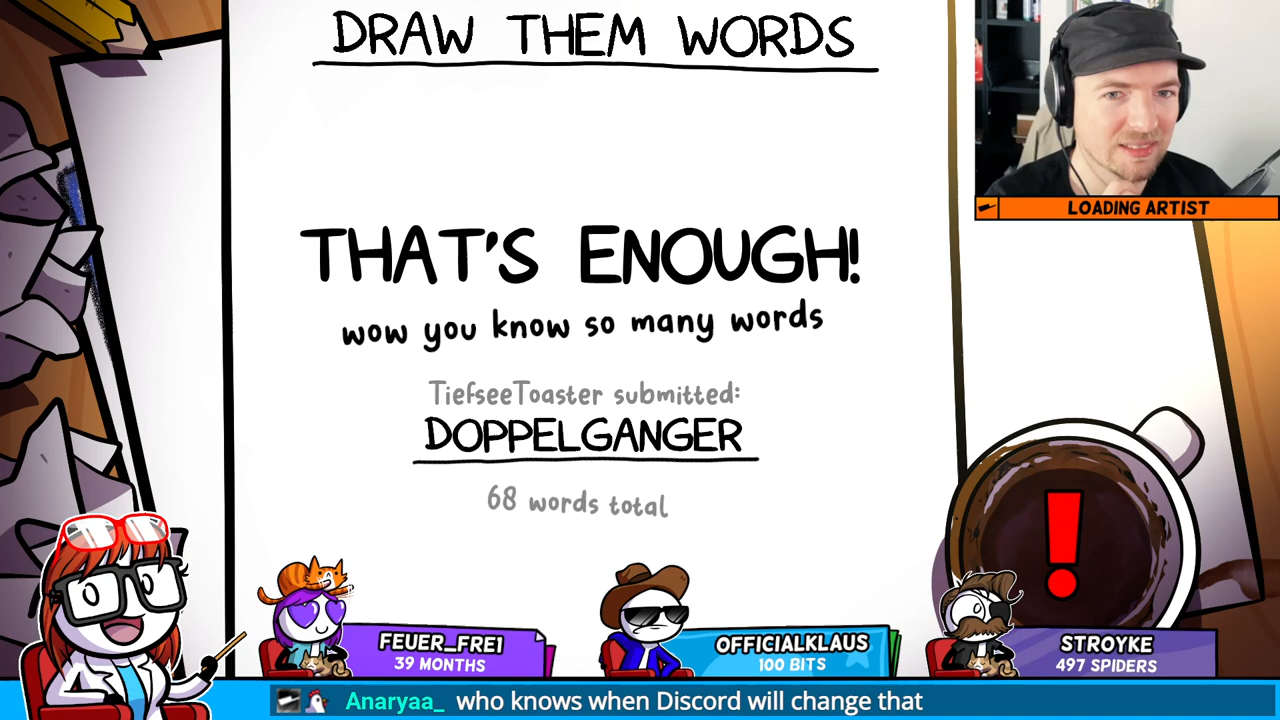 DRAW THEM WORDS
LOADING ARTIST
THAT'S ENOUGH!
wow you know so many words
TiefseeToaster submitted:
DOPPELGANGER
68 words total
!
FEUER_FRE1
39 MONTHS
OFFICIALKLAUS
100 BITS
STROYKE
497 SPIDERS
Anaryaa_ who knows when Discord will change that